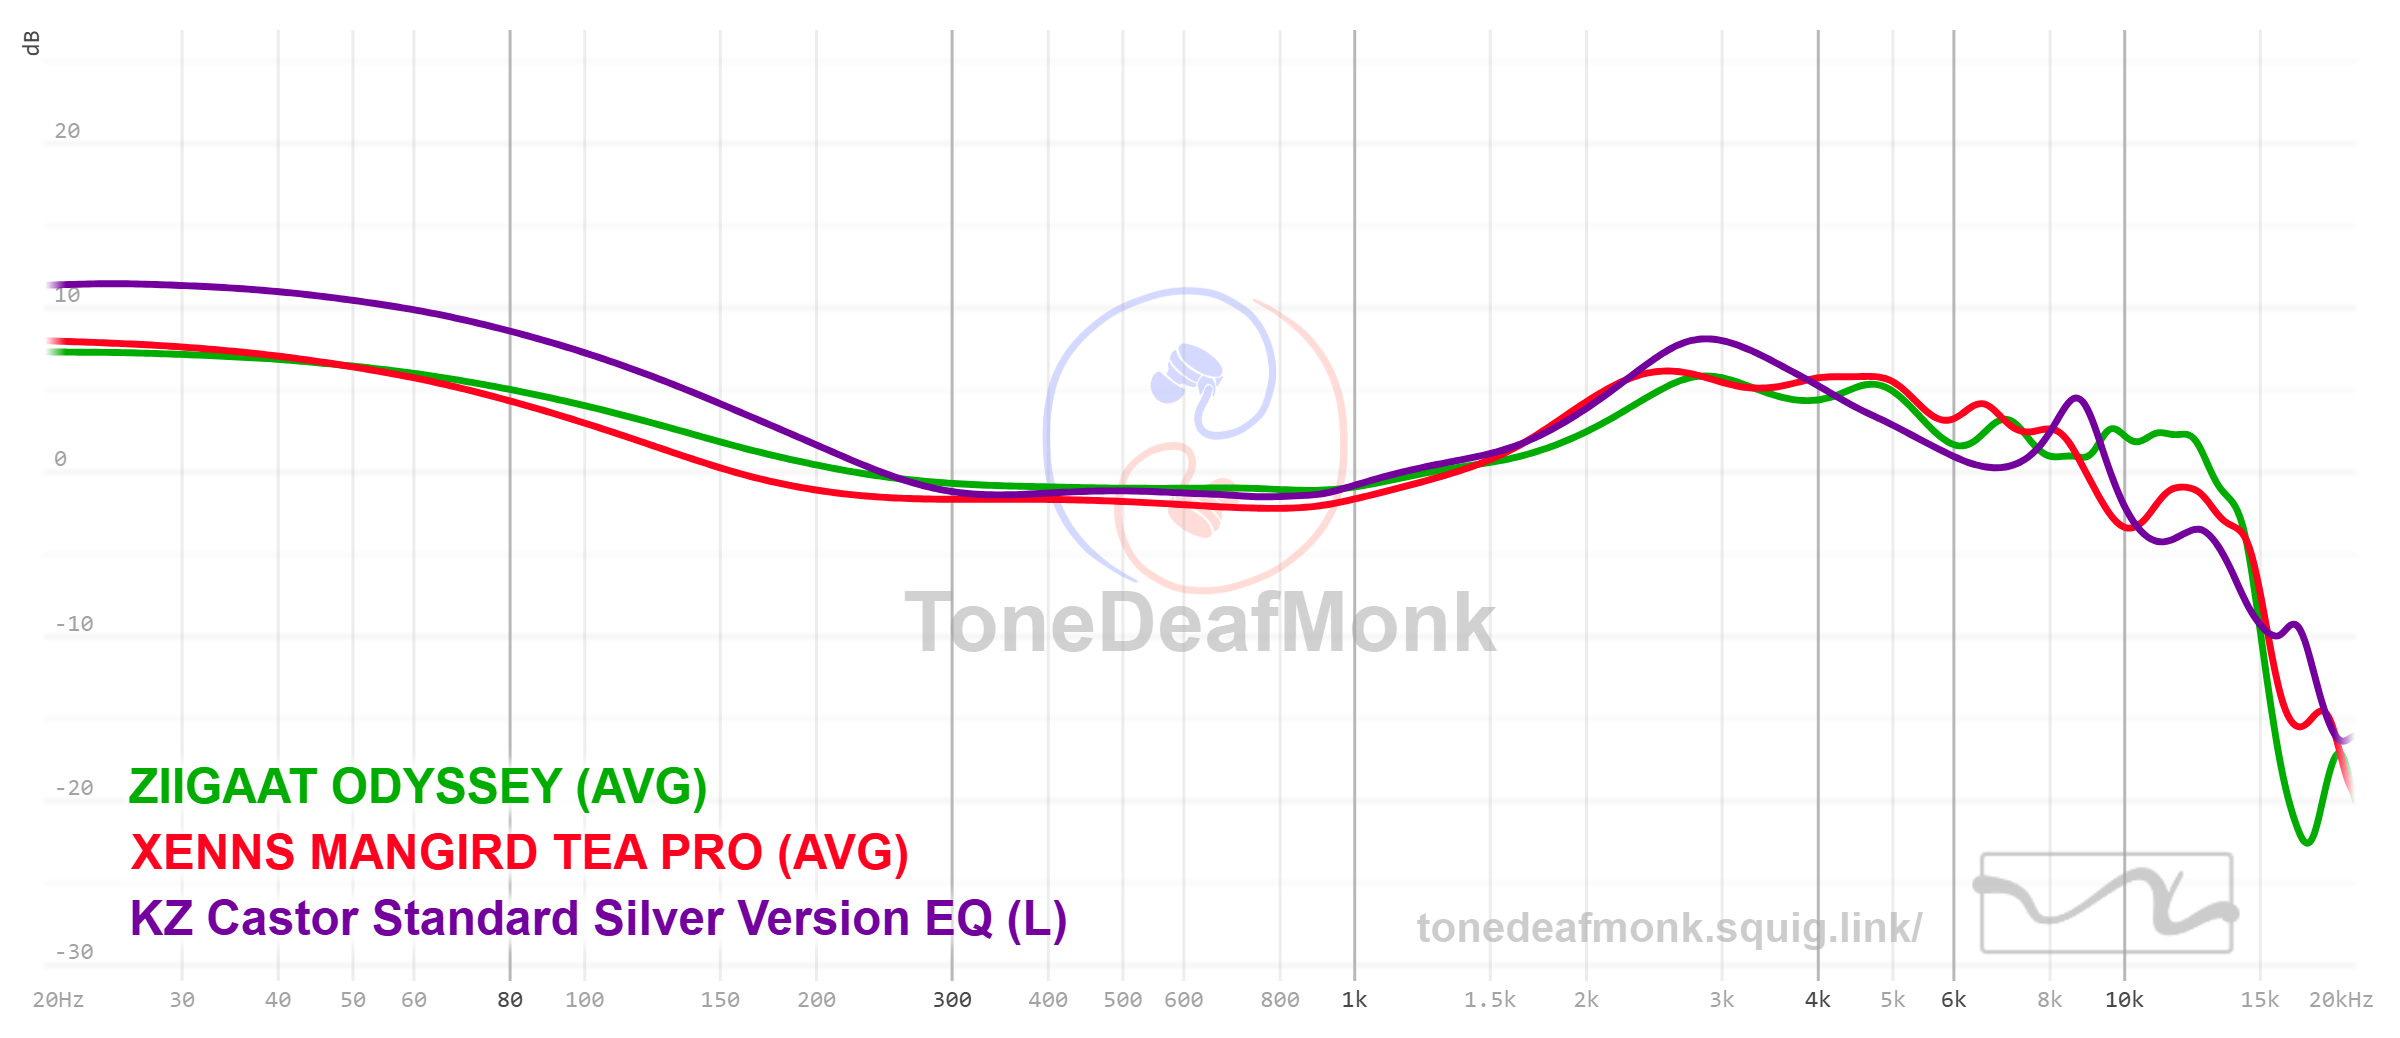 dB
20
10
0
-10
-20
-30
ToneDeafMonk
ZIIGAAT ODYSSEY (AVG)
XENNS MANGIRD TEA PRO (AVG)
KZ Castor Standard Silver Version EQ (L)
tonedeafmonk.squig.link/
20Hz 30 40 50 60 80 100 150 200 300 400 500 600 800 1k 1.5k 2k 3k 4k 5k 6k 8k 10k 15k 20kHz